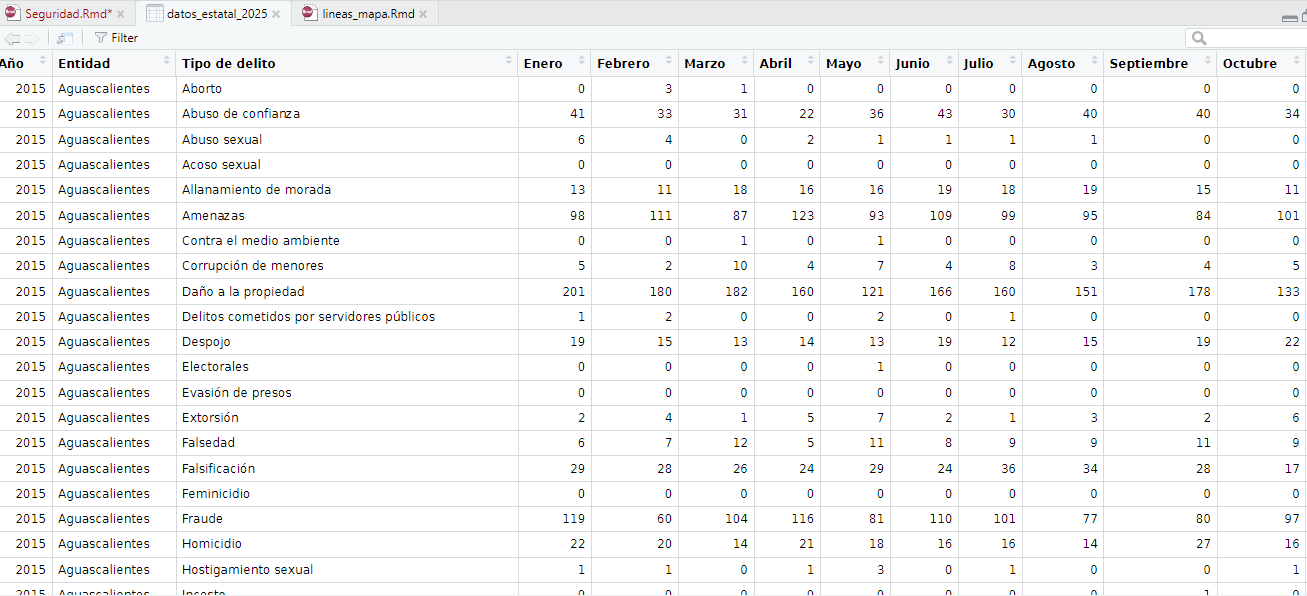 Seguridad.Rmd* datos_estatal_2025 lineas_mapa.Rmd
Filter
Año Entidad Tipo de delito Enero Febrero Marzo Abril Mayo Junio Julio Agosto Septiembre Octubre
2015 Aguascalientes Aborto 0 3 1 0 0 0 0 0 0 0
2015 Aguascalientes Abuso de confianza 41 33 31 22 36 43 30 40 40 34
2015 Aguascalientes Abuso sexual 6 4 0 2 1 1 1 1 0 0
2015 Aguascalientes Acoso sexual 0 0 0 0 0 0 0 0 0 0
2015 Aguascalientes Allanamiento de morada 13 11 18 16 16 19 18 19 15 11
2015 Aguascalientes Amenazas 98 111 87 123 93 109 99 95 84 101
2015 Aguascalientes Contra el medio ambiente 0 0 1 0 1 0 0 0 0 0
2015 Aguascalientes Corrupción de menores 5 2 10 4 7 4 8 3 4 5
2015 Aguascalientes Daño a la propiedad 201 180 182 160 121 166 160 151 178 133
2015 Aguascalientes Delitos cometidos por servidores públicos 1 2 0 0 2 0 1 0 0 0
2015 Aguascalientes Despojo 19 15 13 14 13 19 12 15 19 22
2015 Aguascalientes Electorales 0 0 0 0 1 0 0 0 0 0
2015 Aguascalientes Evasión de presos 0 0 0 0 0 0 0 0 0 0
2015 Aguascalientes Extorsión 2 4 1 5 7 2 1 3 2 6
2015 Aguascalientes Falsedad 6 7 12 5 11 8 9 9 11 9
2015 Aguascalientes Falsificación 29 28 26 24 29 24 36 34 28 17
2015 Aguascalientes Feminicidio 0 0 0 0 0 0 0 0 0 0
2015 Aguascalientes Fraude 119 60 104 116 81 110 101 77 80 97
2015 Aguascalientes Homicidio 22 20 14 21 18 16 16 14 27 16
2015 Aguascalientes Hostigamiento sexual 1 1 0 1 3 0 1 0 0 1
2015 Aguascalientes Incesto 0 0 0 0 0 0 0 0 1 0